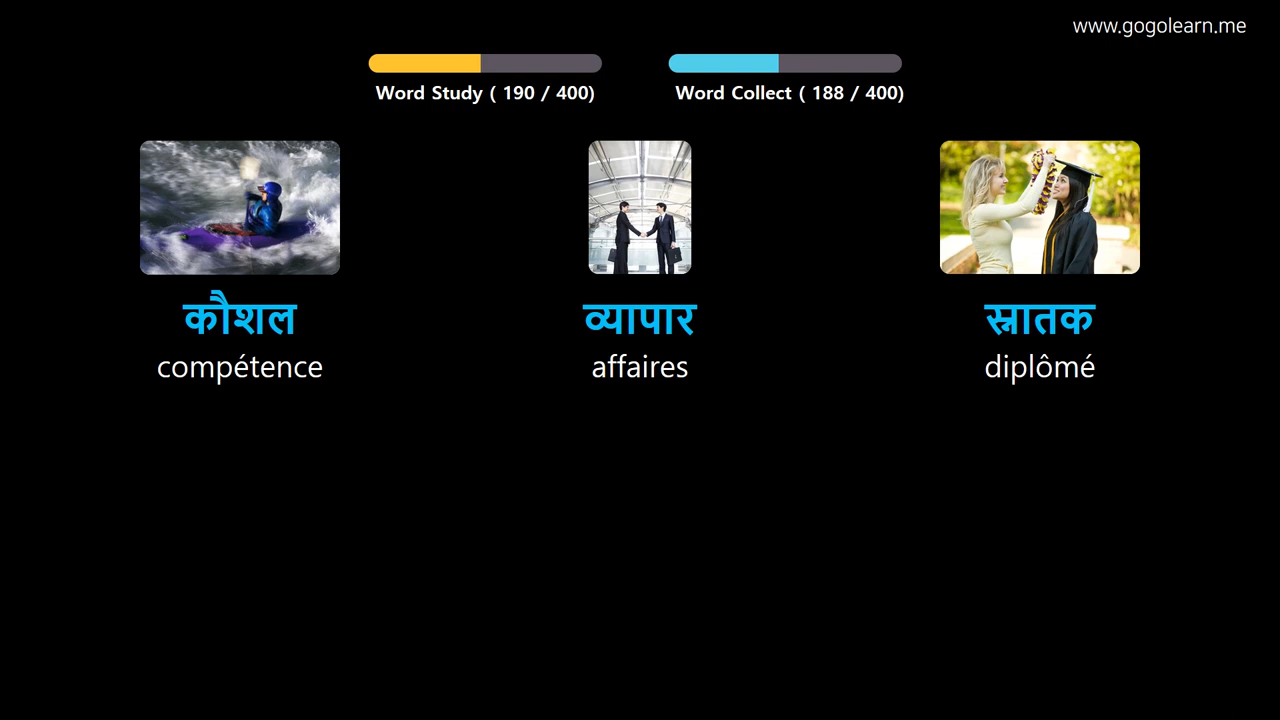 www.gogolearn.me
Word Study ( 190 / 400)
Word Collect ( 188 / 400)
कौशल
व्यापार
स्नातक
compétence
affaires
diplômé